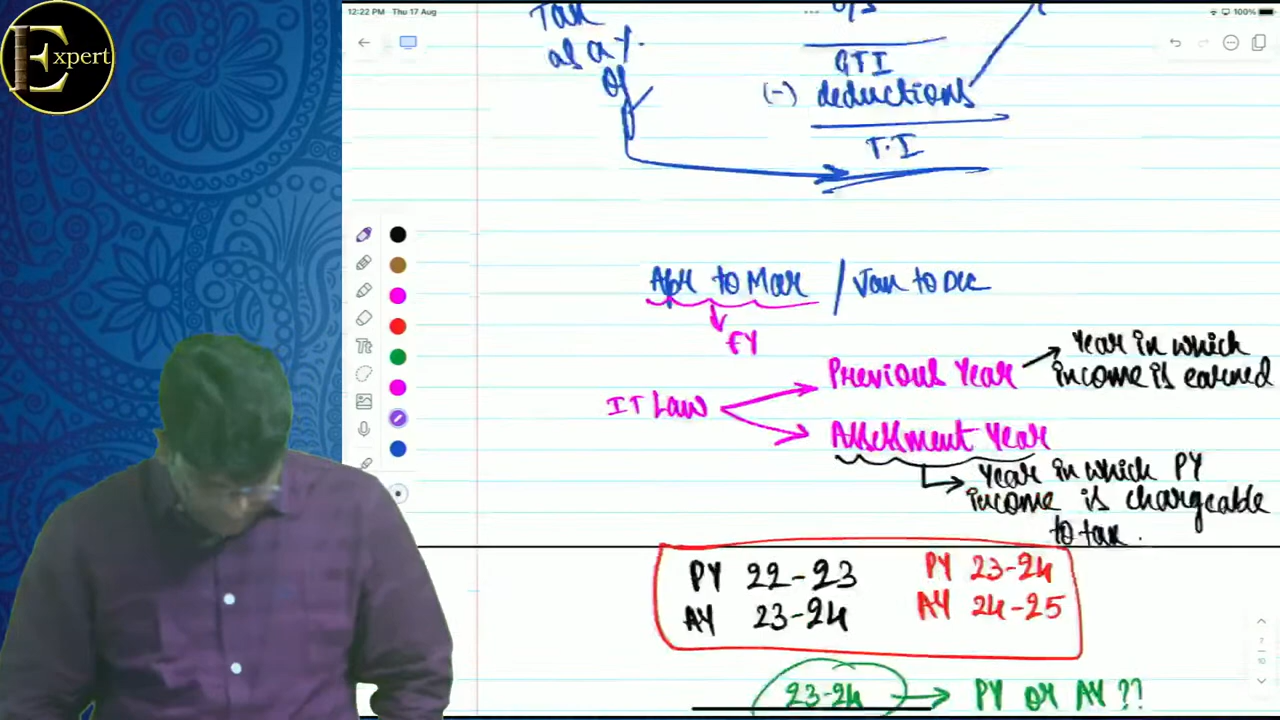 Expert
12:22 PM Thu 17 Aug
100%
Tax
as a %
of
GTI
(-) deductions
T.I
Apr to Mar / Jan to Dec
FY
IT Law
Previous Year
Year in which
income is earned
Assessment Year
Year in which PY
income is chargeable
to tax.
PY 22-23
AY 23-24
PY 23-24
AY 24-25
23-24
PY or AY ??